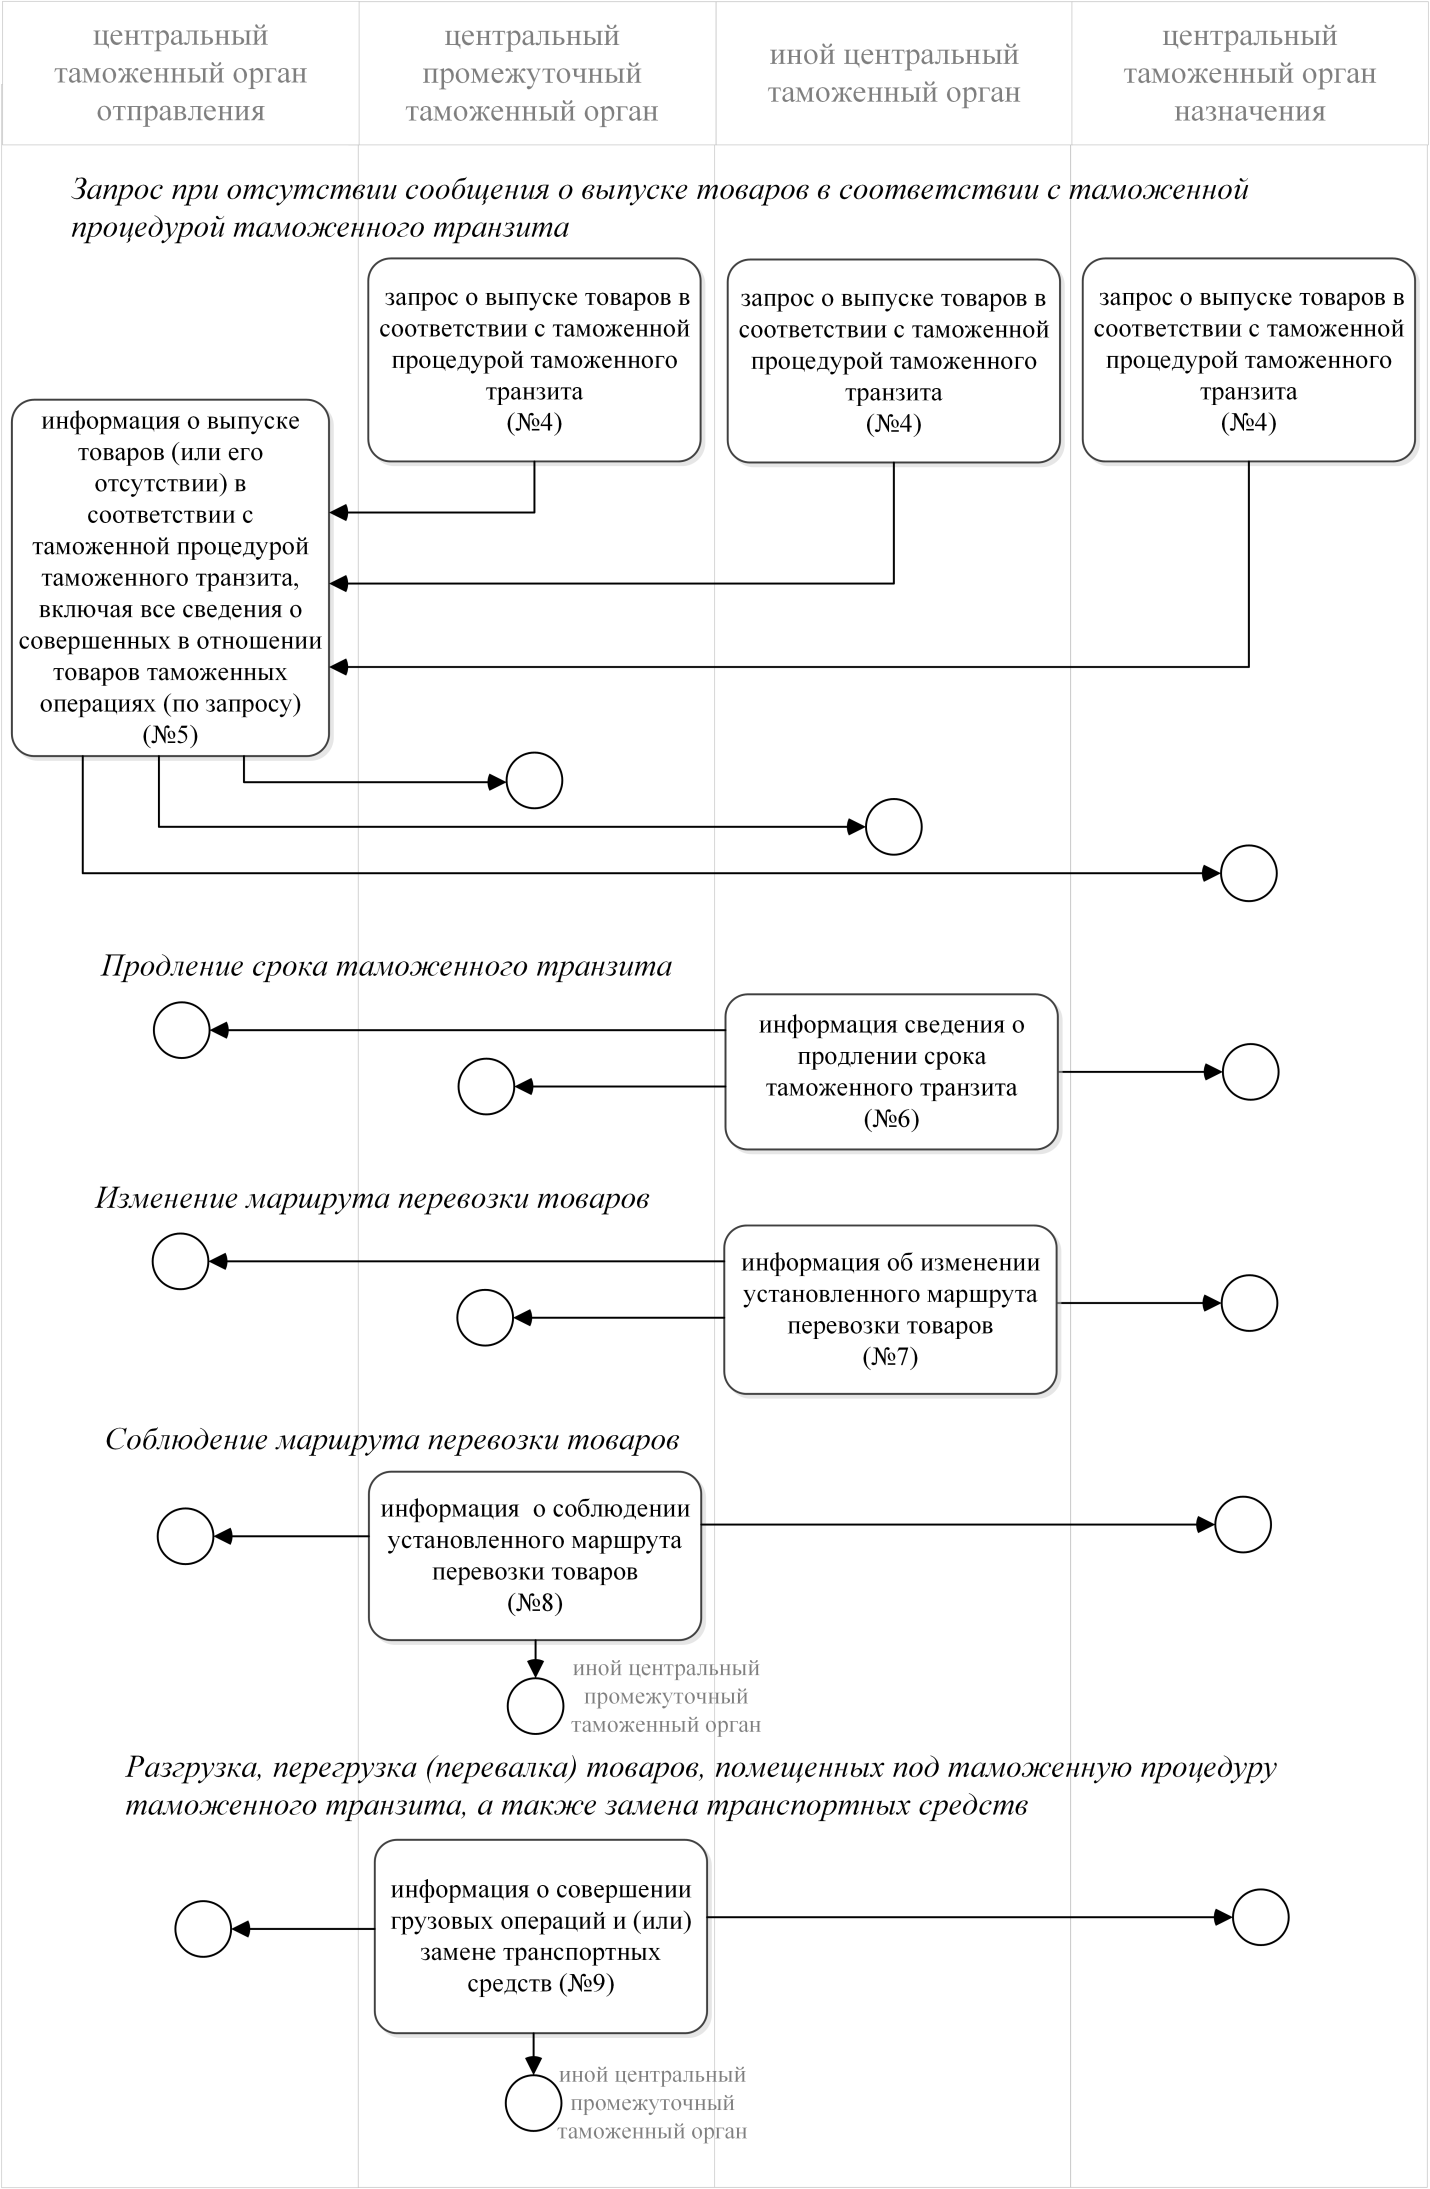 центральный
таможенный орган
отправления
центральный
промежуточный
таможенный орган
иной центральный
таможенный орган
центральный
таможенный орган
назначения
Запрос при отсутствии сообщения о выпуске товаров в соответствии с таможенной
процедурой таможенного транзита
запрос о выпуске товаров в
соответствии с таможенной
процедурой таможенного
транзита
(№4)
запрос о выпуске товаров в
соответствии с таможенной
процедурой таможенного
транзита
(№4)
запрос о выпуске товаров в
соответствии с таможенной
процедурой таможенного
транзита
(№4)
информация о выпуске
товаров (или его
отсутствии) в
соответствии с
таможенной процедурой
таможенного транзита,
включая все сведения о
совершенных в отношении
товаров таможенных
операциях (по запросу)
(№5)
Продление срока таможенного транзита
информация сведения о
продлении срока
таможенного транзита
(№6)
Изменение маршрута перевозки товаров
информация об изменении
установленного маршрута
перевозки товаров
(№7)
Соблюдение маршрута перевозки товаров
информация  о соблюдении
установленного маршрута
перевозки товаров
(№8)
иной центральный
промежуточный
таможенный орган
Разгрузка, перегрузка (перевалка) товаров, помещенных под таможенную процедуру
таможенного транзита, а также замена транспортных средств
информация о совершении
грузовых операций и (или)
замене транспортных
средств (№9)
иной центральный
промежуточный
таможенный орган